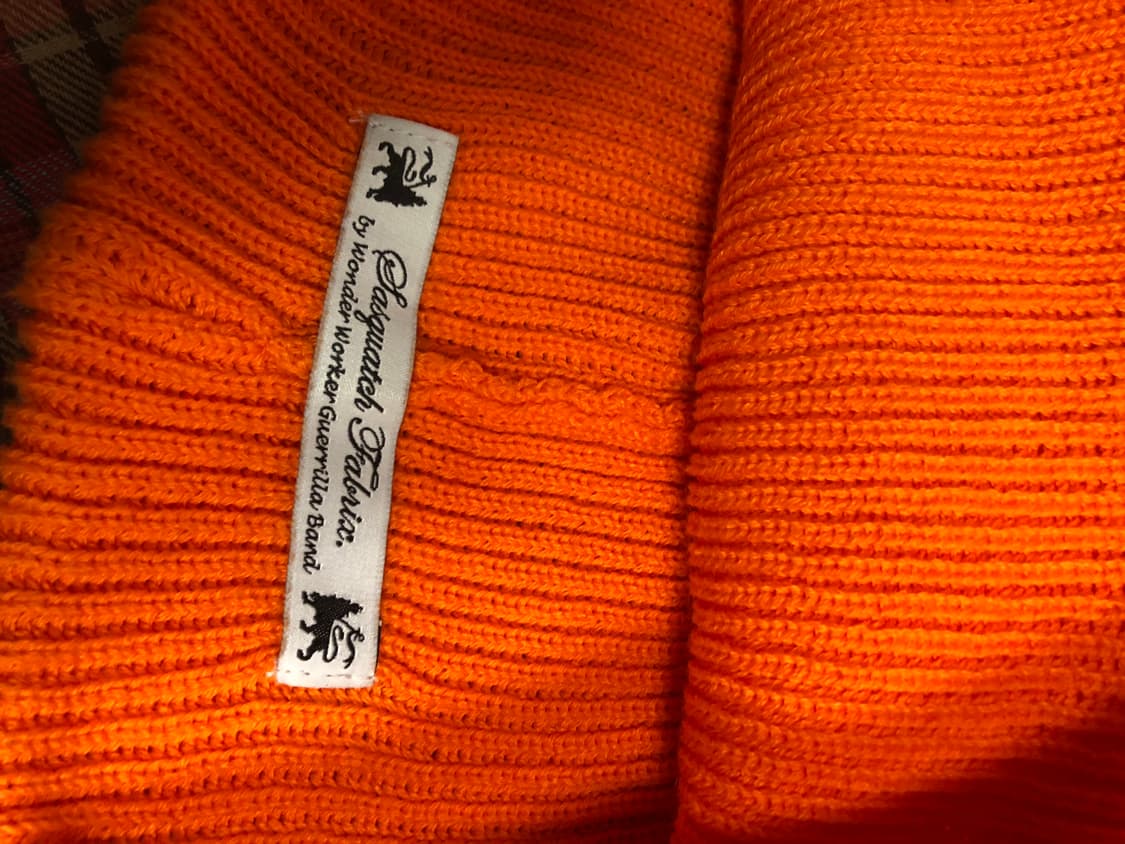 Sasquatch Fabrix.
by Wonder Worker Guerrilla Band